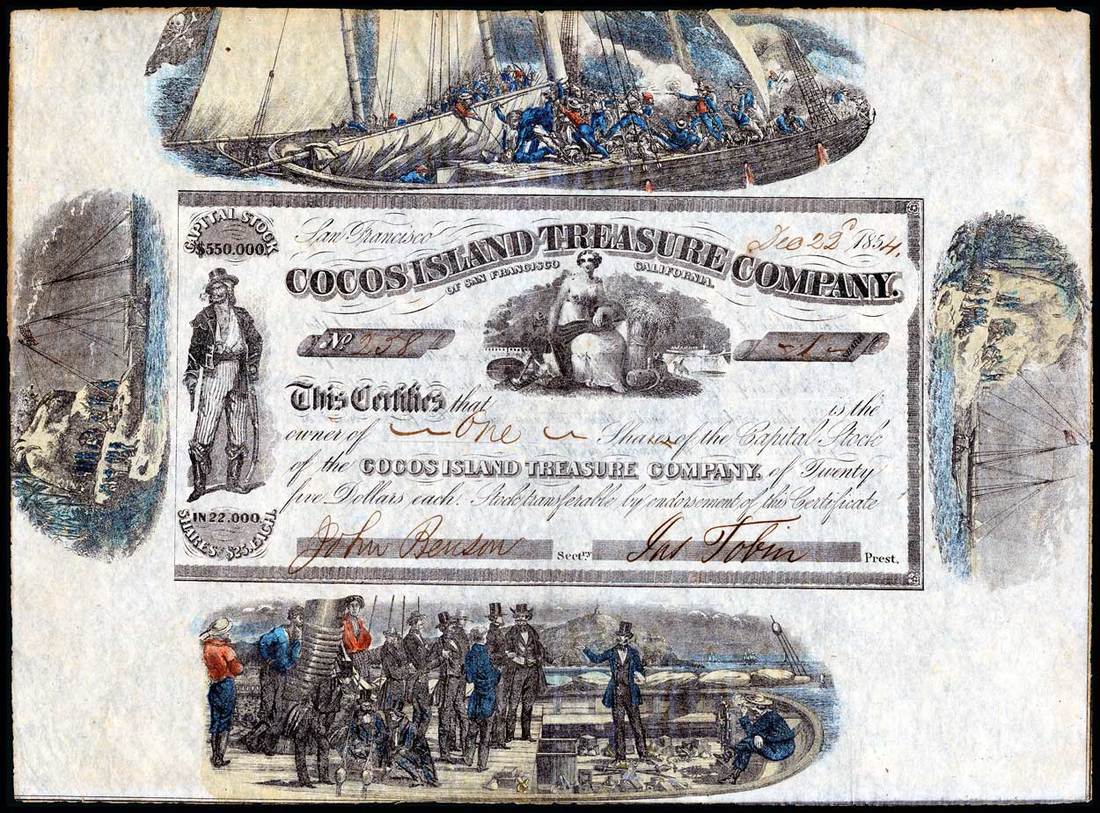 CAPITAL STOCK
$550.000.
San Francisco Dec 22d 1854.
COCOS ISLAND TREASURE COMPANY.
OF SAN FRANCISCO CALIFORNIA.
No 258 1
This Certifies that is the
owner of One Shares of the Capital Stock
of the COCOS ISLAND TREASURE COMPANY. of Twenty
five Dollars each. Stock transferable by endorsement of this Certificate
IN 22.000.
SHARES $25. EACH.
John Benson Secty. Jas Tobin Prest.